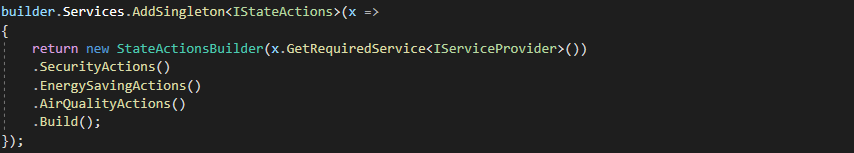 builder.Services.AddSingleton<IStateActions>(x =>
{
return new StateActionsBuilder(x.GetRequiredService<IServiceProvider>())
.SecurityActions()
.EnergySavingActions()
.AirQualityActions()
.Build();
});